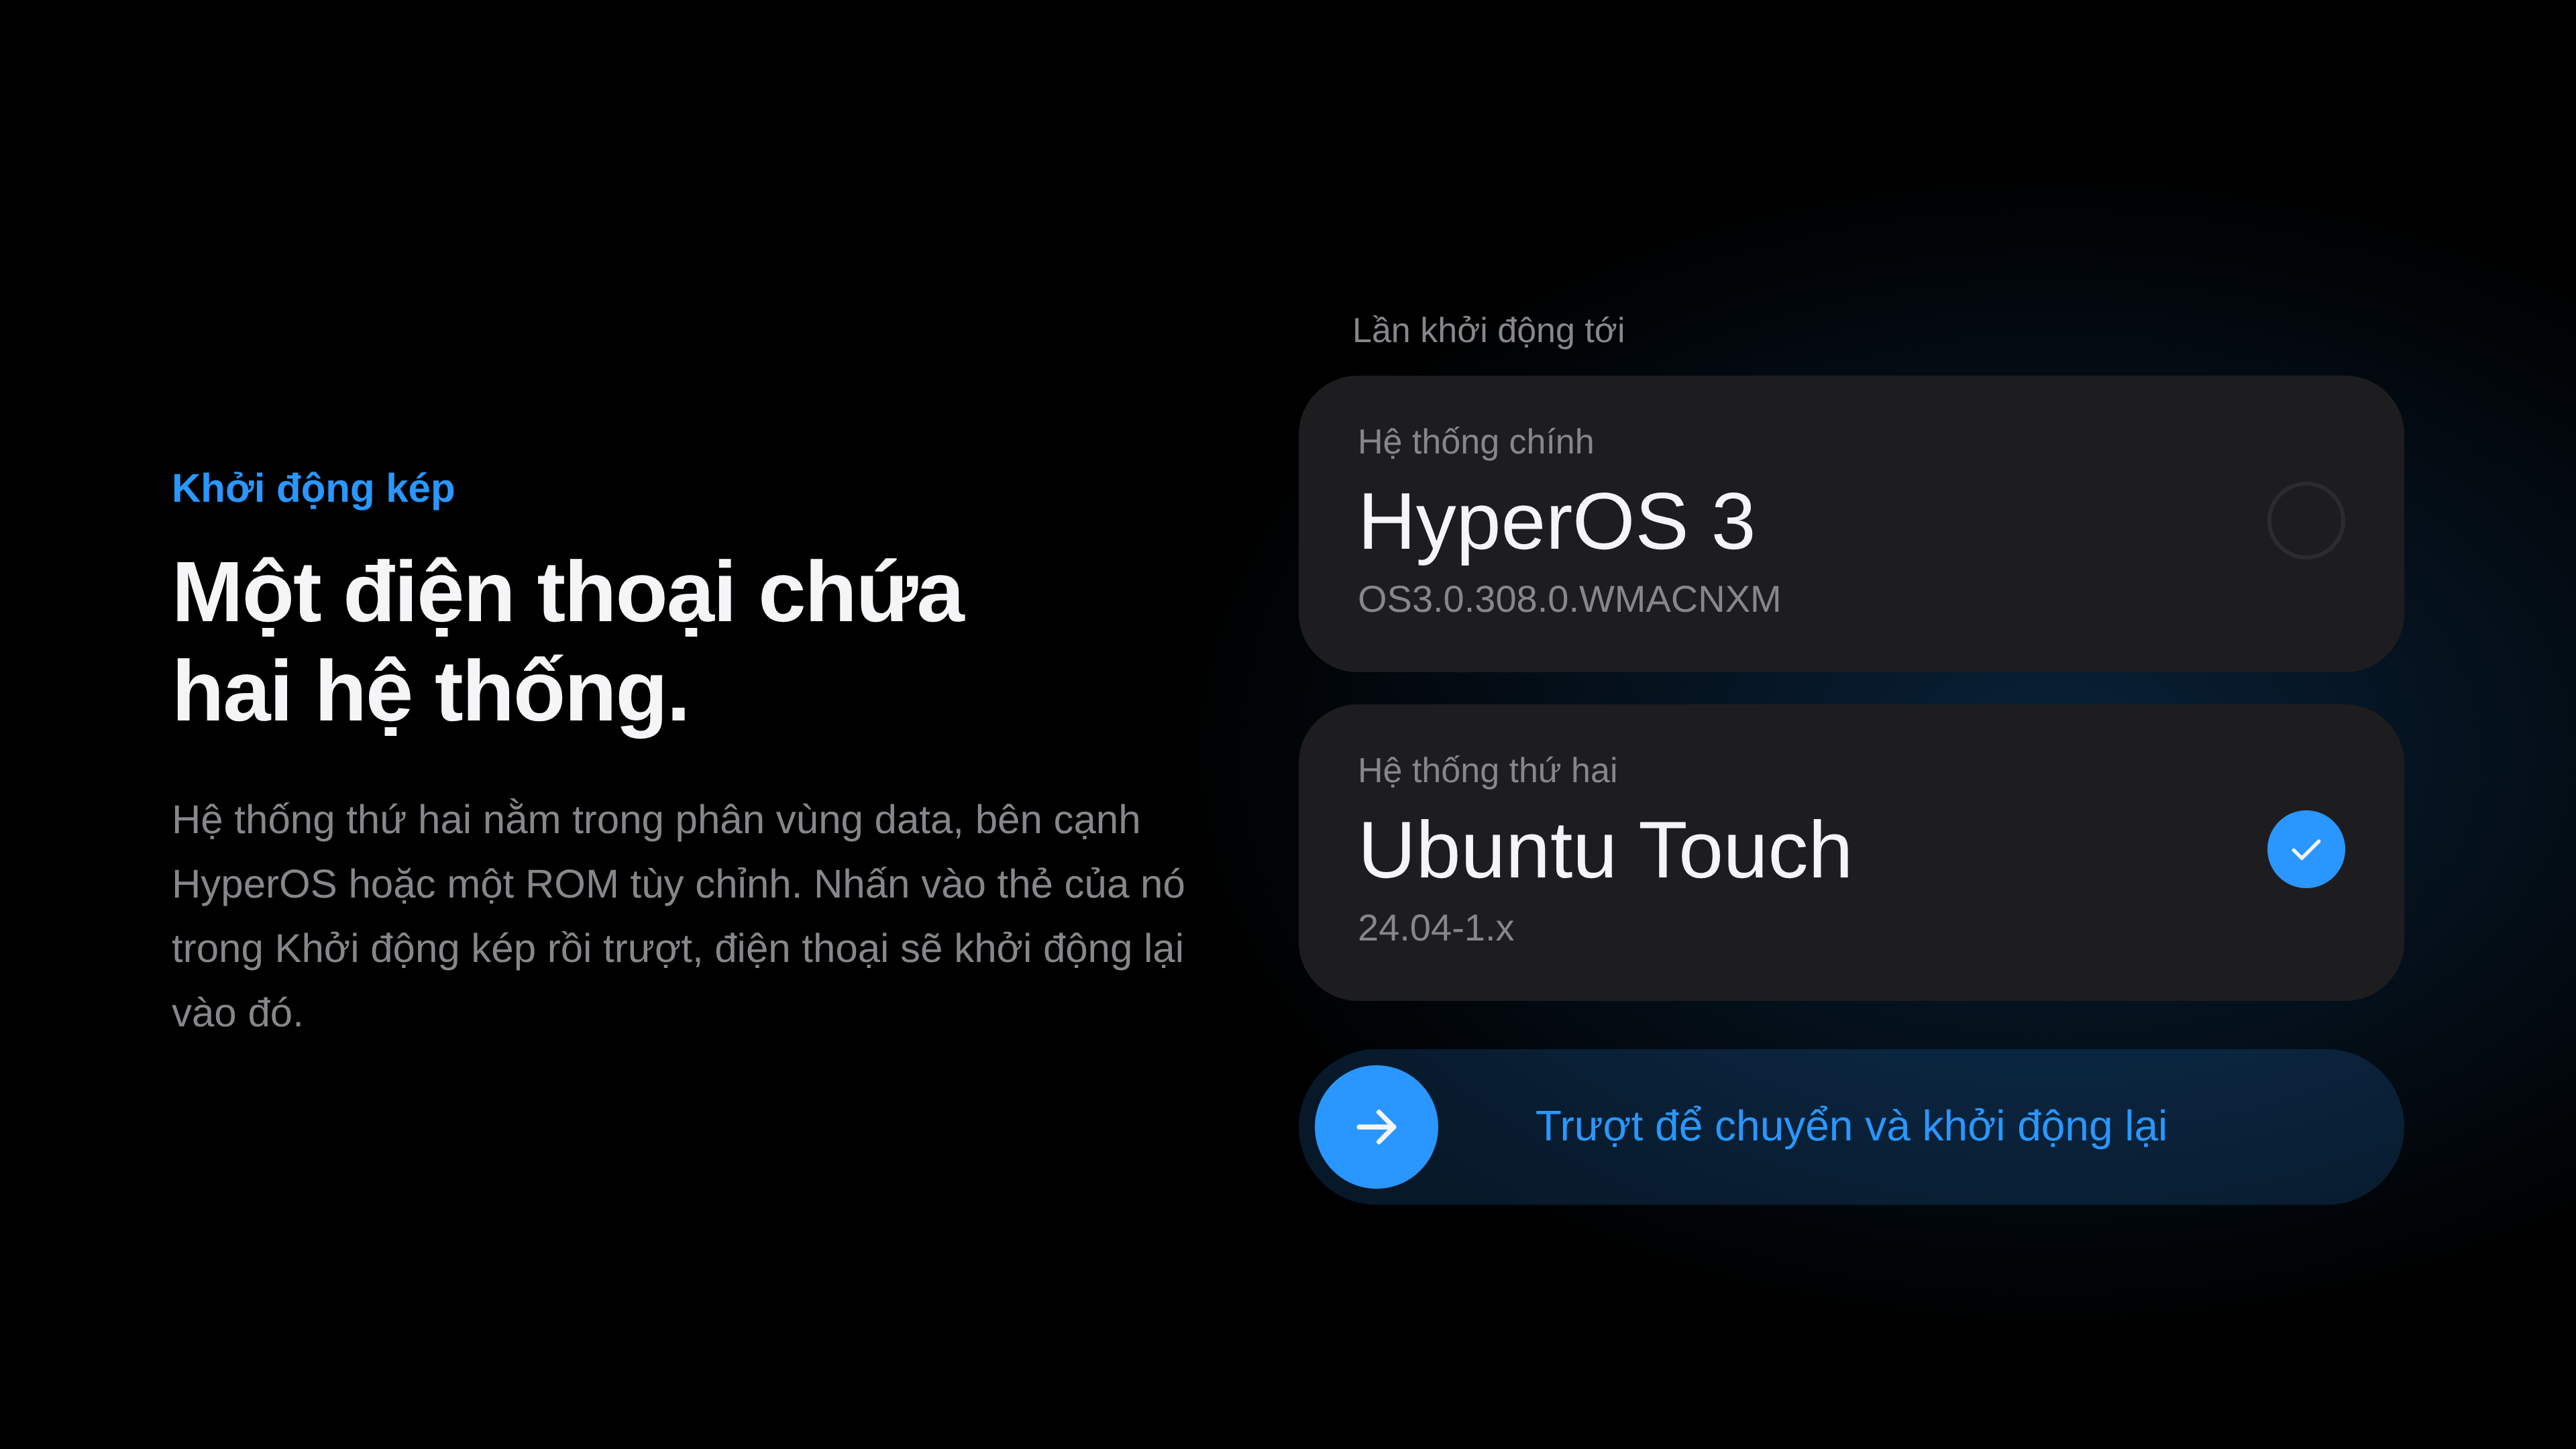 Khởi động kép
Một điện thoại chứa
hai hệ thống.
Hệ thống thứ hai nằm trong phân vùng data, bên cạnh
HyperOS hoặc một ROM tùy chỉnh. Nhấn vào thẻ của nó
trong Khởi động kép rồi trượt, điện thoại sẽ khởi động lại
vào đó.
Lần khởi động tới
Hệ thống chính
HyperOS 3
OS3.0.308.0.WMACNXM
Hệ thống thứ hai
Ubuntu Touch
24.04-1.x
Trượt để chuyển và khởi động lại